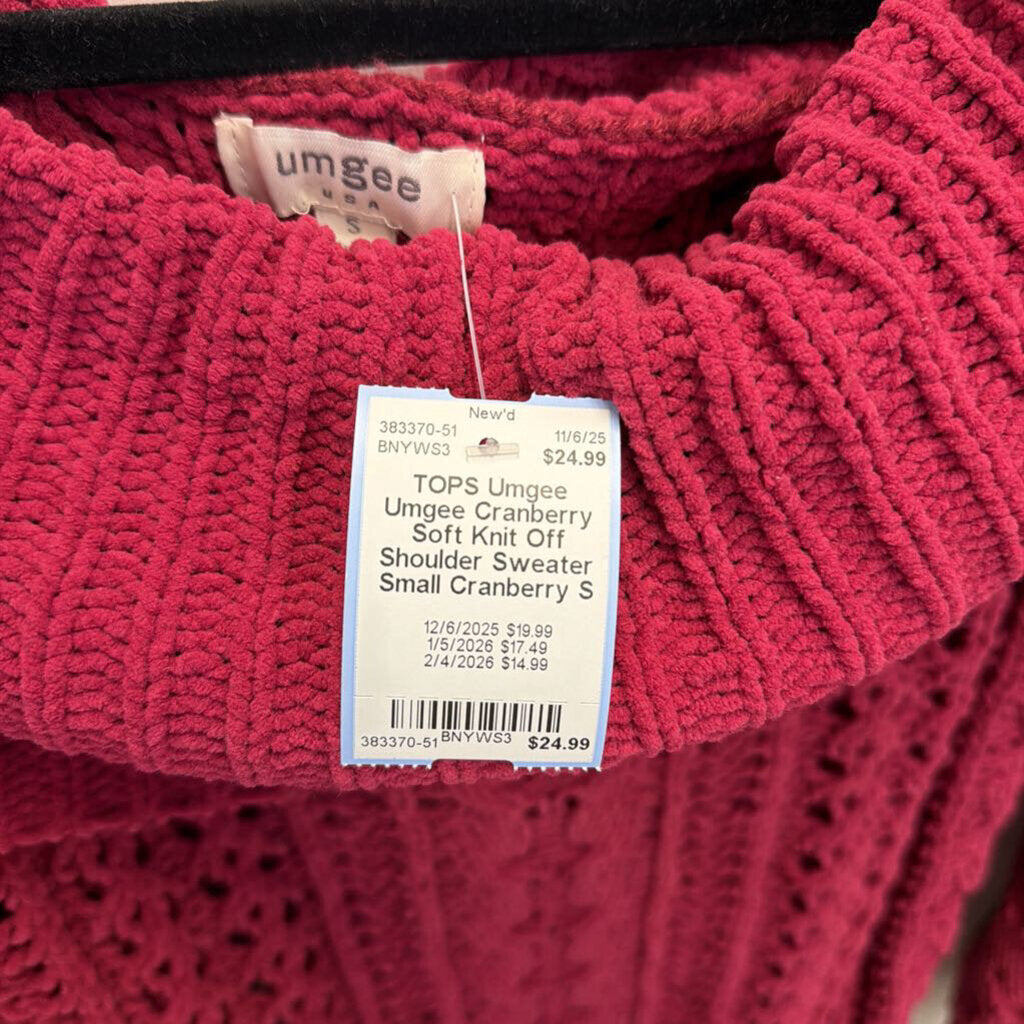 umgee
USA
S
New'd
383370-51 11/6/25
BNYWS3 $24.99
TOPS Umgee
Umgee Cranberry
Soft Knit Off
Shoulder Sweater
Small Cranberry S
12/6/2025 $19.99
1/5/2026 $17.49
2/4/2026 $14.99
383370-51 BNYWS3 $24.99